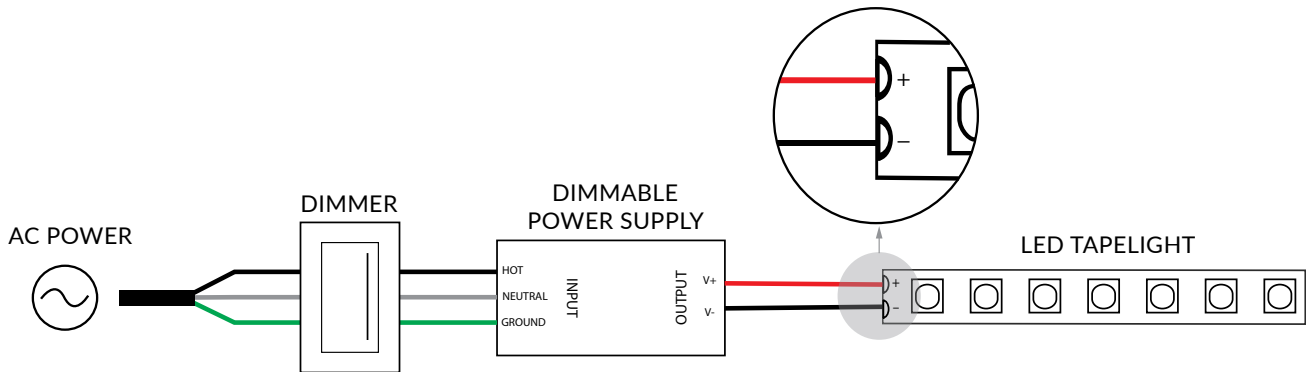 AC POWER
DIMMER
DIMMABLE
POWER SUPPLY
HOT
NEUTRAL
GROUND
INPUT
OUTPUT
V+
V-
+
−
LED TAPELIGHT
+
−